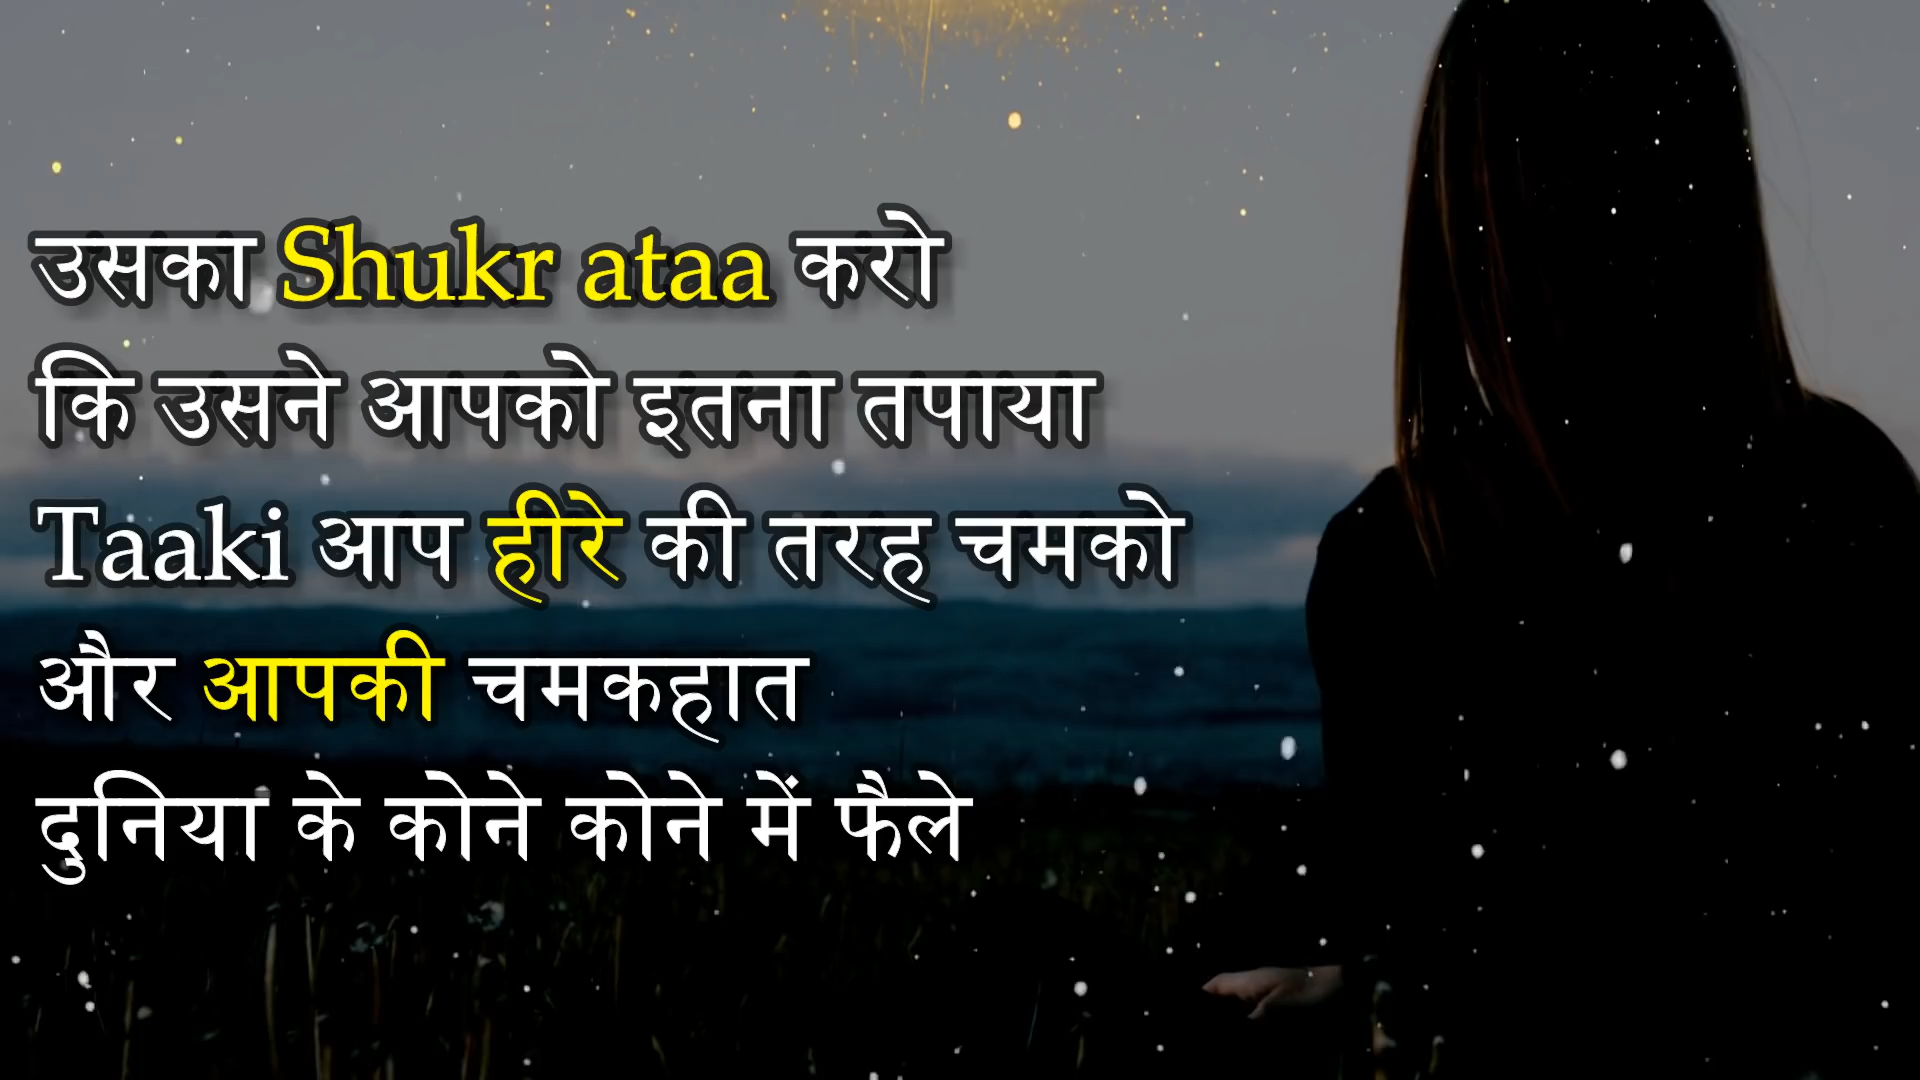 उसका Shukr ataa करो
कि उसने आपको इतना तपाया
Taaki आप हीरे की तरह चमको
और आपकी चमकहात
दुनिया के कोने कोने में फैले